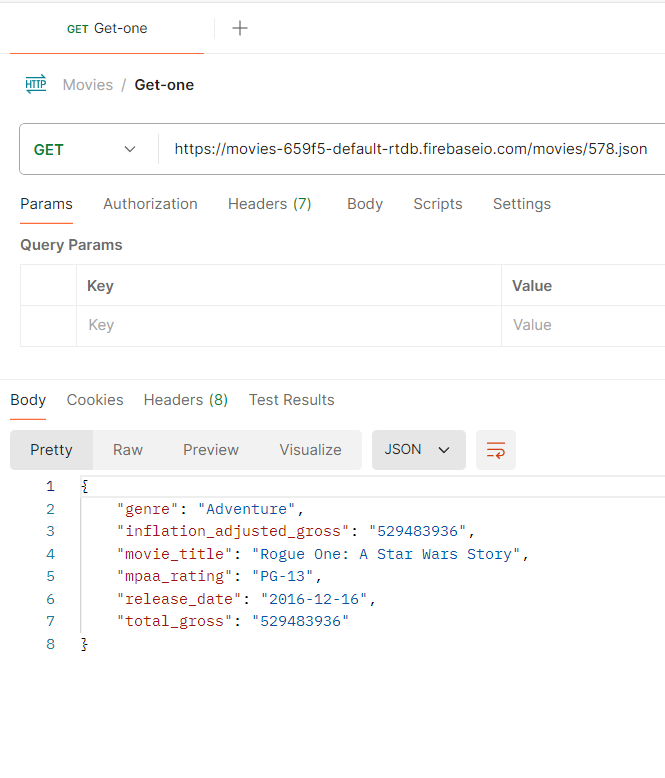 GET Get-one
HTTP Movies / Get-one
GET https://movies-659f5-default-rtdb.firebaseio.com/movies/578.json
Params Authorization Headers (7) Body Scripts Settings
Query Params
Key Value
Key Value
Body Cookies Headers (8) Test Results
Pretty Raw Preview Visualize JSON
1 {
2 "genre": "Adventure",
3 "inflation_adjusted_gross": "529483936",
4 "movie_title": "Rogue One: A Star Wars Story",
5 "mpaa_rating": "PG-13",
6 "release_date": "2016-12-16",
7 "total_gross": "529483936"
8 }